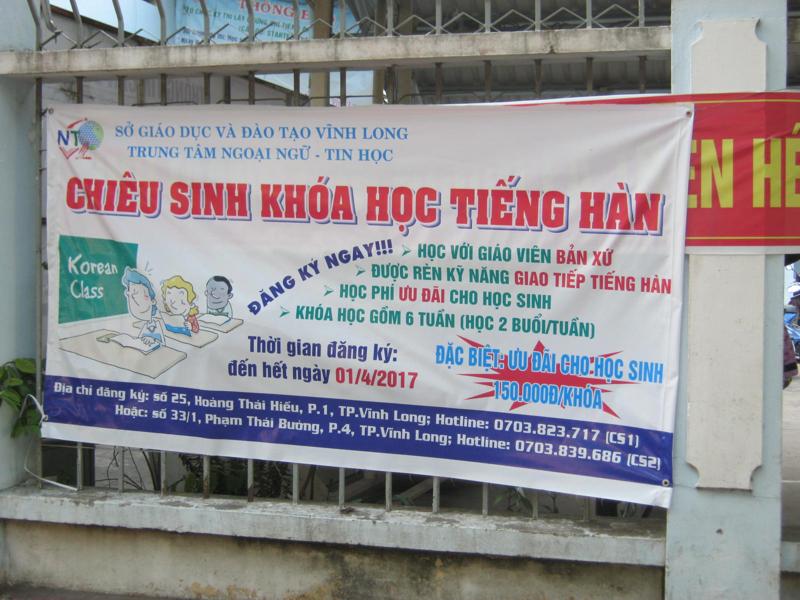 THÔNG
NT
SỞ GIÁO DỤC VÀ ĐÀO TẠO VĨNH LONG
TRUNG TÂM NGOẠI NGỮ - TIN HỌC
CHIÊU SINH KHÓA HỌC TIẾNG HÀN
EN HẾ
Korean
Class
ĐĂNG KÝ NGAY!!!
HỌC VỚI GIÁO VIÊN BẢN XỨ
ĐƯỢC RÈN KỸ NĂNG GIAO TIẾP TIẾNG HÀN
HỌC PHÍ ƯU ĐÃI CHO HỌC SINH
KHÓA HỌC GỒM 6 TUẦN (HỌC 2 BUỔI/TUẦN)
Thời gian đăng ký:
đến hết ngày 01/4/2017
ĐẶC BIỆT: ƯU ĐÃI CHO HỌC SINH
150.000Đ/KHÓA
Địa chỉ đăng ký: số 25, Hoàng Thái Hiếu, P.1, TP.Vĩnh Long; Hotline: 0703.823.717 (CS1)
Hoặc: số 33/1, Phạm Thái Bường, P.4, TP.Vĩnh Long; Hotline: 0703.839.686 (CS2)